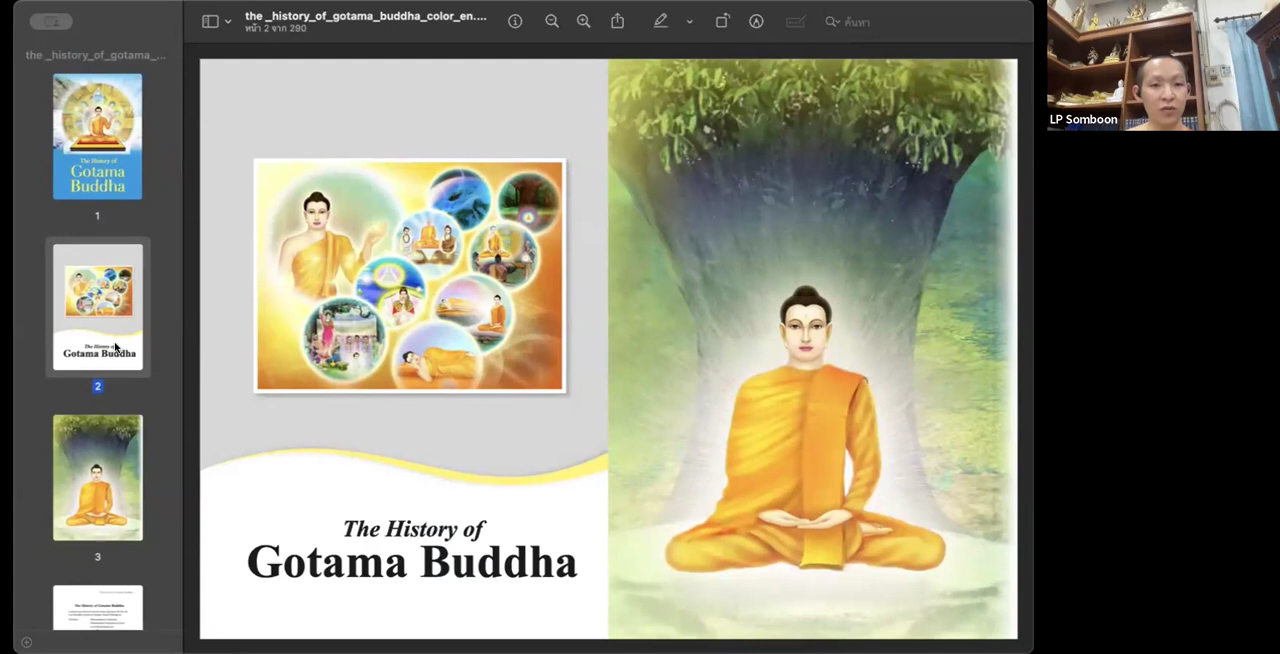 the _history_of_gotama_...
The History of
Gotama
Buddha
1
The History of
Gotama Buddha
2
3
The History of Gotama Buddha
the _history_of_gotama_buddha_color_en....
หน้า 2 จาก 290
ค้นหา
The History of
Gotama Buddha
LP Somboon